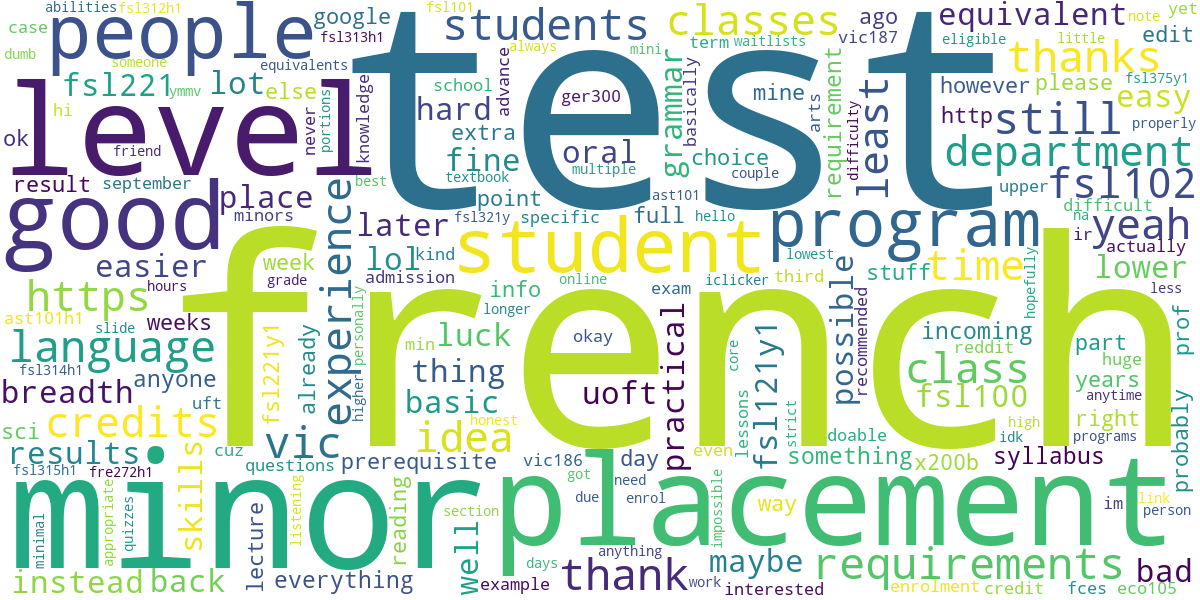 abilities fsl312h1 fsl101 students classes ago equivalent yet
case people google always term waitlists vic187 eligible note little edit
dumb someone fsl313h1 mini thanks
level equivalents test school advance grammar basically mine requirement arts however please fsl375y1
fsl221 ymmv lot else hard ger300 easy
hi never portions knowledge extra oral choice difficulty least http still properly
ok friend fine textbook multiple couple department
result september place best point last101 upper fsl102
good minors experience later fsl321y specific full hello program difficult na yeah
easier week lol kind student online lowest stuff time ir actually
hours grade admission info exam iclicker third possible hopefully lower less
https personally longer recommended
ast101h1 slide weeks french min luck okay practical core fsl121y1 incoming part prof
language fsl221y1 already higher reddit huge
fsl314h1 anyone thing uoft class years anytime
breadth uft basic lessons strict fsl100 right probably
sci credits vic idea honest even high idk programs
results cuz something doable x200b syllabus
fsl315h1 fre272h1 skills questions prerequisite vic186 day way
minor listening reading section got need placement impossible im link person
minimal appropriate quizzes lecture well due enrol
anything maybe requirements bad
instead back everything example days thank work interested enrolment credit fces eco105